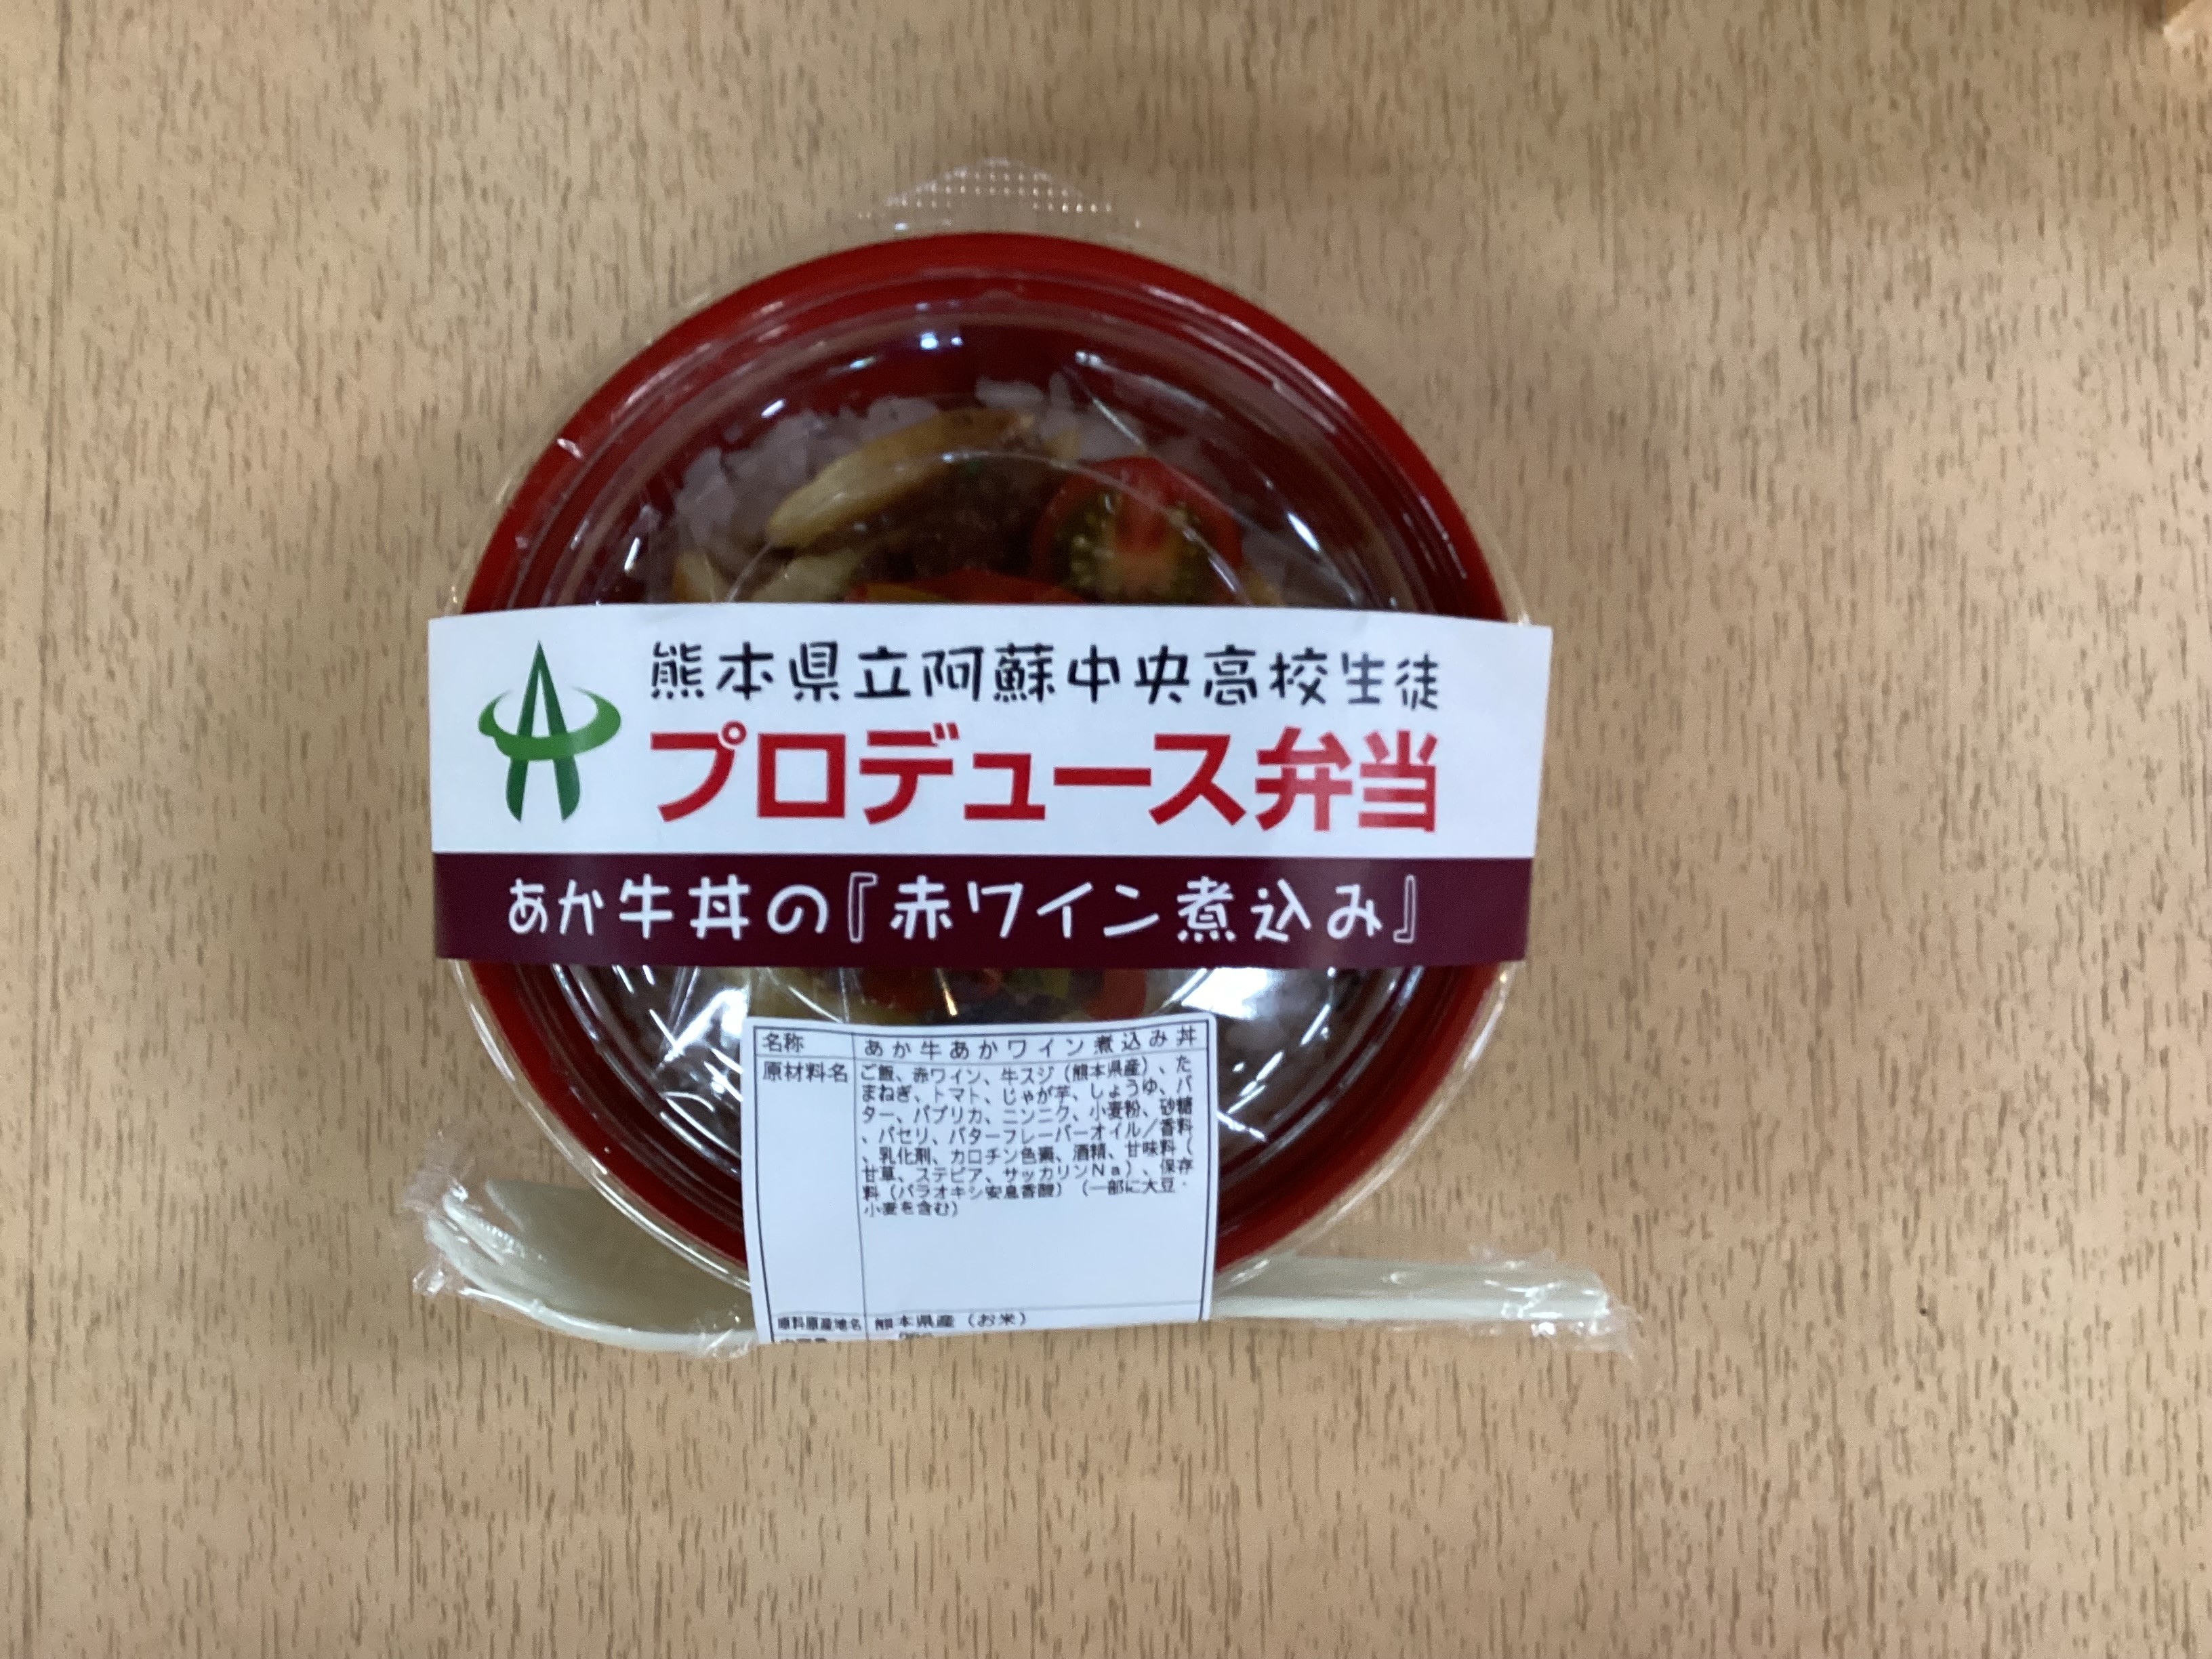 熊本県立阿蘇中央高校生徒
プロデュース弁当
あか牛丼の『赤ワイン煮込み』
名称 あか牛あかワイン煮込み丼
原材料名 ご飯、赤ワイン、牛スジ（熊本県産）、た
まねぎ、トマト、じゃが芋、しょうゆ、バ
ター、パプリカ、ニンニク、小麦粉、砂糖
、パセリ、バターフレーバーオイル／香料
、乳化剤、カロチン色素、酒精、甘味料（
甘草、ステビア、サッカリンＮａ）、保存
料（パラオキシ安息香酸）（一部に大豆・
小麦を含む）
原料原産地名 熊本県産（お米）